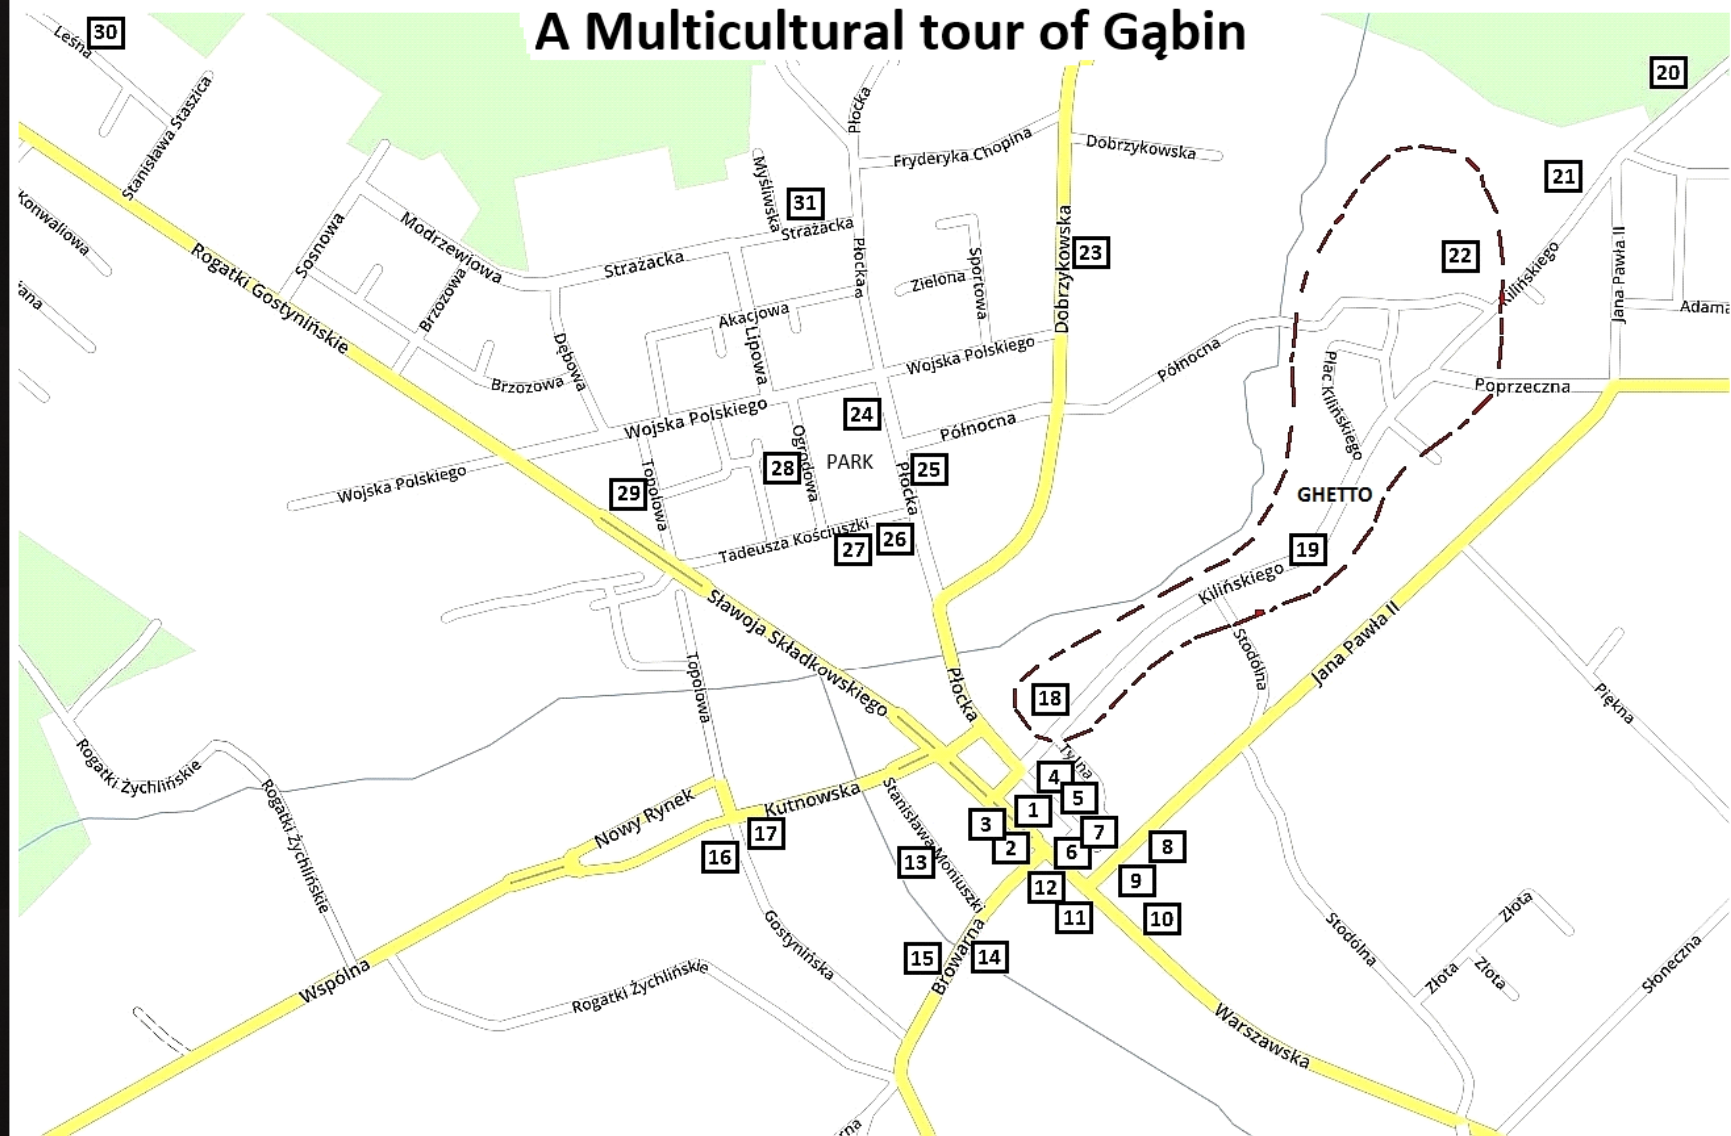 A Multicultural tour of Gąbin
30
Leśna
Stanisława Staszica
Konwaliowa
Rogatki Gostynińskie
Sosnowa
Modrzewiowa
Brzozowa
Brzozowa
Dębowa
Strażacka
Strażacka
Myśliwska
31
Płocka
Płocka
Fryderyka Chopina
Dobrzykowska
Dobrzykowska
23
Zielona
Sportowa
Akacjowa
Lipowa
Wojska Polskiego
Wojska Polskiego
Wojska Polskiego
24
PARK
28
Ogrodowa
25
Płocka
29
Topolowa
Tadeusza Kościuszki
27
26
Północna
Północna
20
21
22
Kilińskiego
Jana Pawła II
Adama
Poprzeczna
Plac Kilińskiego
GHETTO
19
Kilińskiego
Stodólna
Jana Pawła II
Piękna
18
Sławoja Składkowskiego
Topolowa
Płocka
Tylna
4
5
1
3
2
7
6
8
9
10
12
11
Rogatki Żychlińskie
Rogatki Żychlińskie
Nowy Rynek
Kutnowska
17
16
Stanisława Moniuszki
13
Gostynińska
15
14
Browarna
Wspólna
Rogatki Żychlińskie
Warszawska
Stodólna
Złota
Złota
Złota
Słoneczna